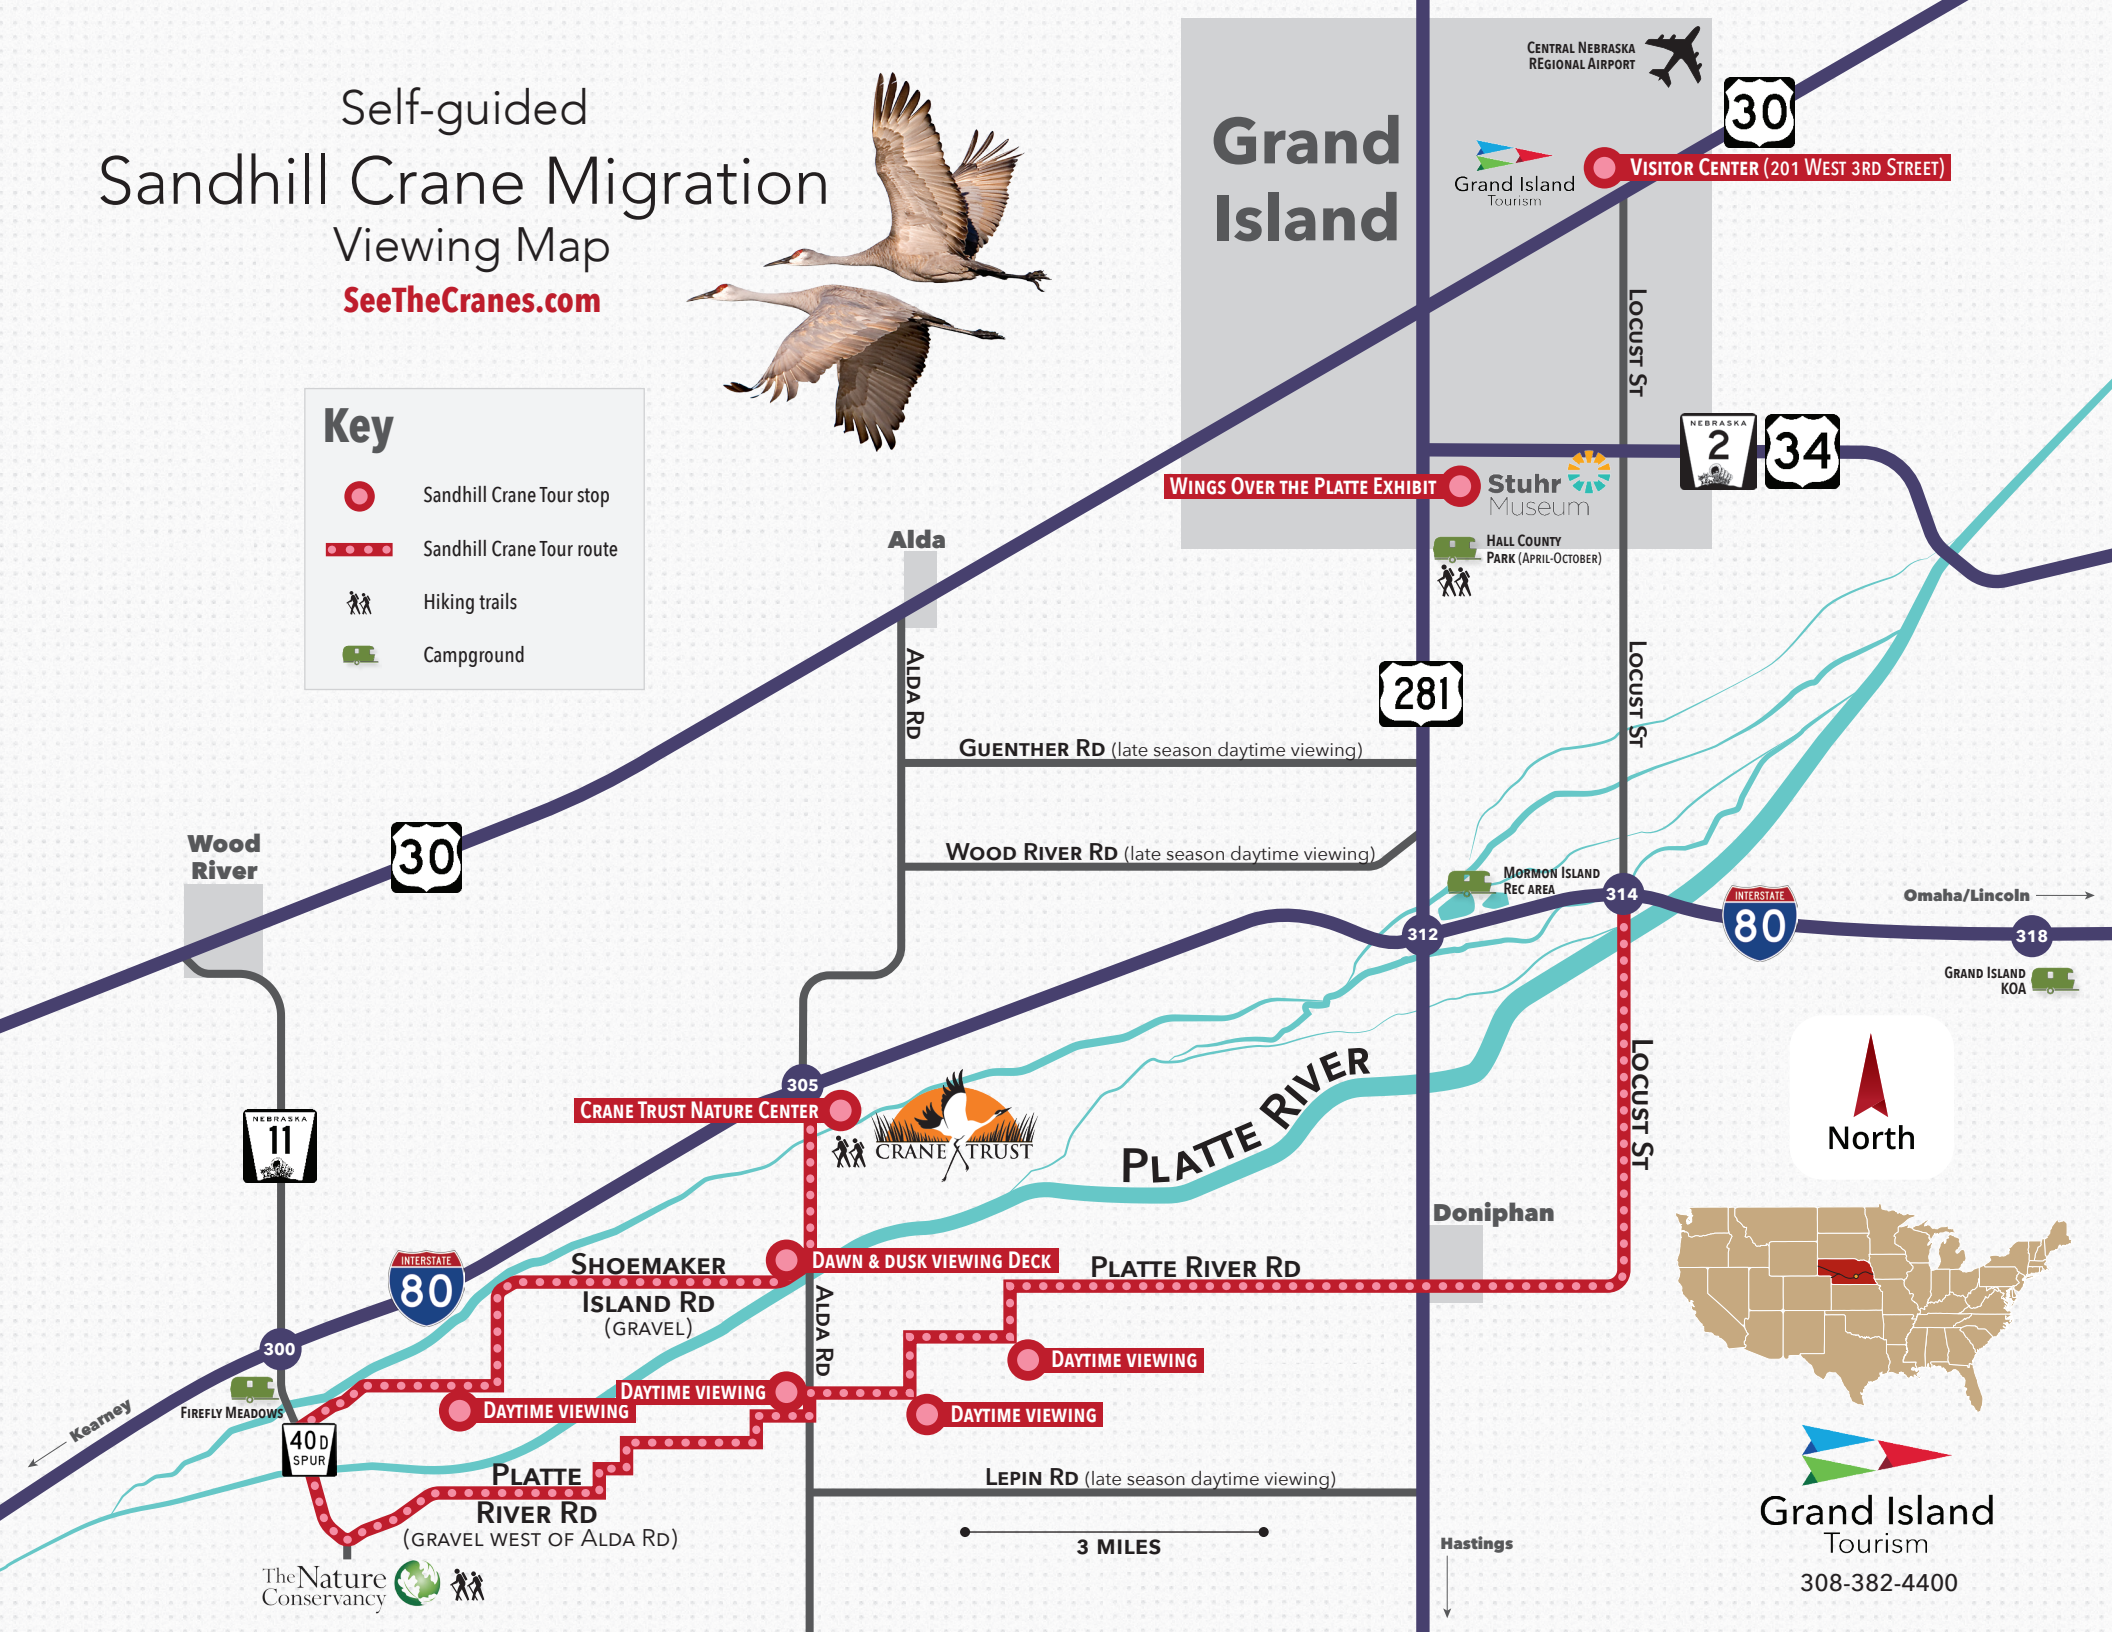 Self-guided
Sandhill Crane Migration
Viewing Map
SeeTheCranes.com
Key
Sandhill Crane Tour stop
Sandhill Crane Tour route
Hiking trails
Campground
Grand
Island
CENTRAL NEBRASKA
REGIONAL AIRPORT
30
Grand Island
Tourism
VISITOR CENTER (201 WEST 3RD STREET)
LOCUST ST
NEBRASKA
2
34
WINGS OVER THE PLATTE EXHIBIT
Stuhr
Museum
HALL COUNTY
PARK (APRIL-OCTOBER)
Alda
ALDA RD
LOCUST ST
281
GUENTHER RD (late season daytime viewing)
WOOD RIVER RD (late season daytime viewing)
Wood
River
30
MORMON ISLAND
REC AREA
314
312
INTERSTATE
80
Omaha/Lincoln
318
GRAND ISLAND
KOA
North
305
CRANE TRUST NATURE CENTER
CRANE TRUST
PLATTE RIVER
LOCUST ST
NEBRASKA
11
Doniphan
INTERSTATE
80
SHOEMAKER
ISLAND RD
(GRAVEL)
DAWN & DUSK VIEWING DECK
PLATTE RIVER RD
ALDA RD
300
DAYTIME VIEWING
DAYTIME VIEWING
DAYTIME VIEWING
DAYTIME VIEWING
FIREFLY MEADOWS
Kearney
40D
SPUR
PLATTE
RIVER RD
(GRAVEL WEST OF ALDA RD)
LEPIN RD (late season daytime viewing)
3 MILES
Hastings
The Nature
Conservancy
Grand Island
Tourism
308-382-4400